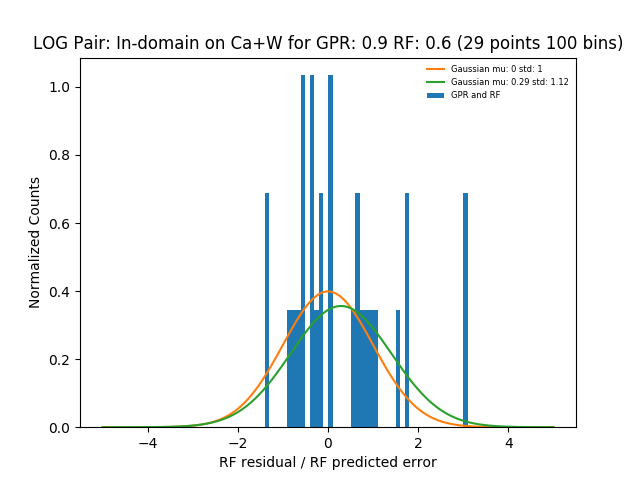 LOG Pair: In-domain on Ca+W for GPR: 0.9 RF: 0.6 (29 points 100 bins)
Gaussian mu: 0 std: 1
Gaussian mu: 0.29 std: 1.12
GPR and RF
Normalized Counts
1.0
0.8
0.6
0.4
0.2
0.0
−4 −2 0 2 4
RF residual / RF predicted error